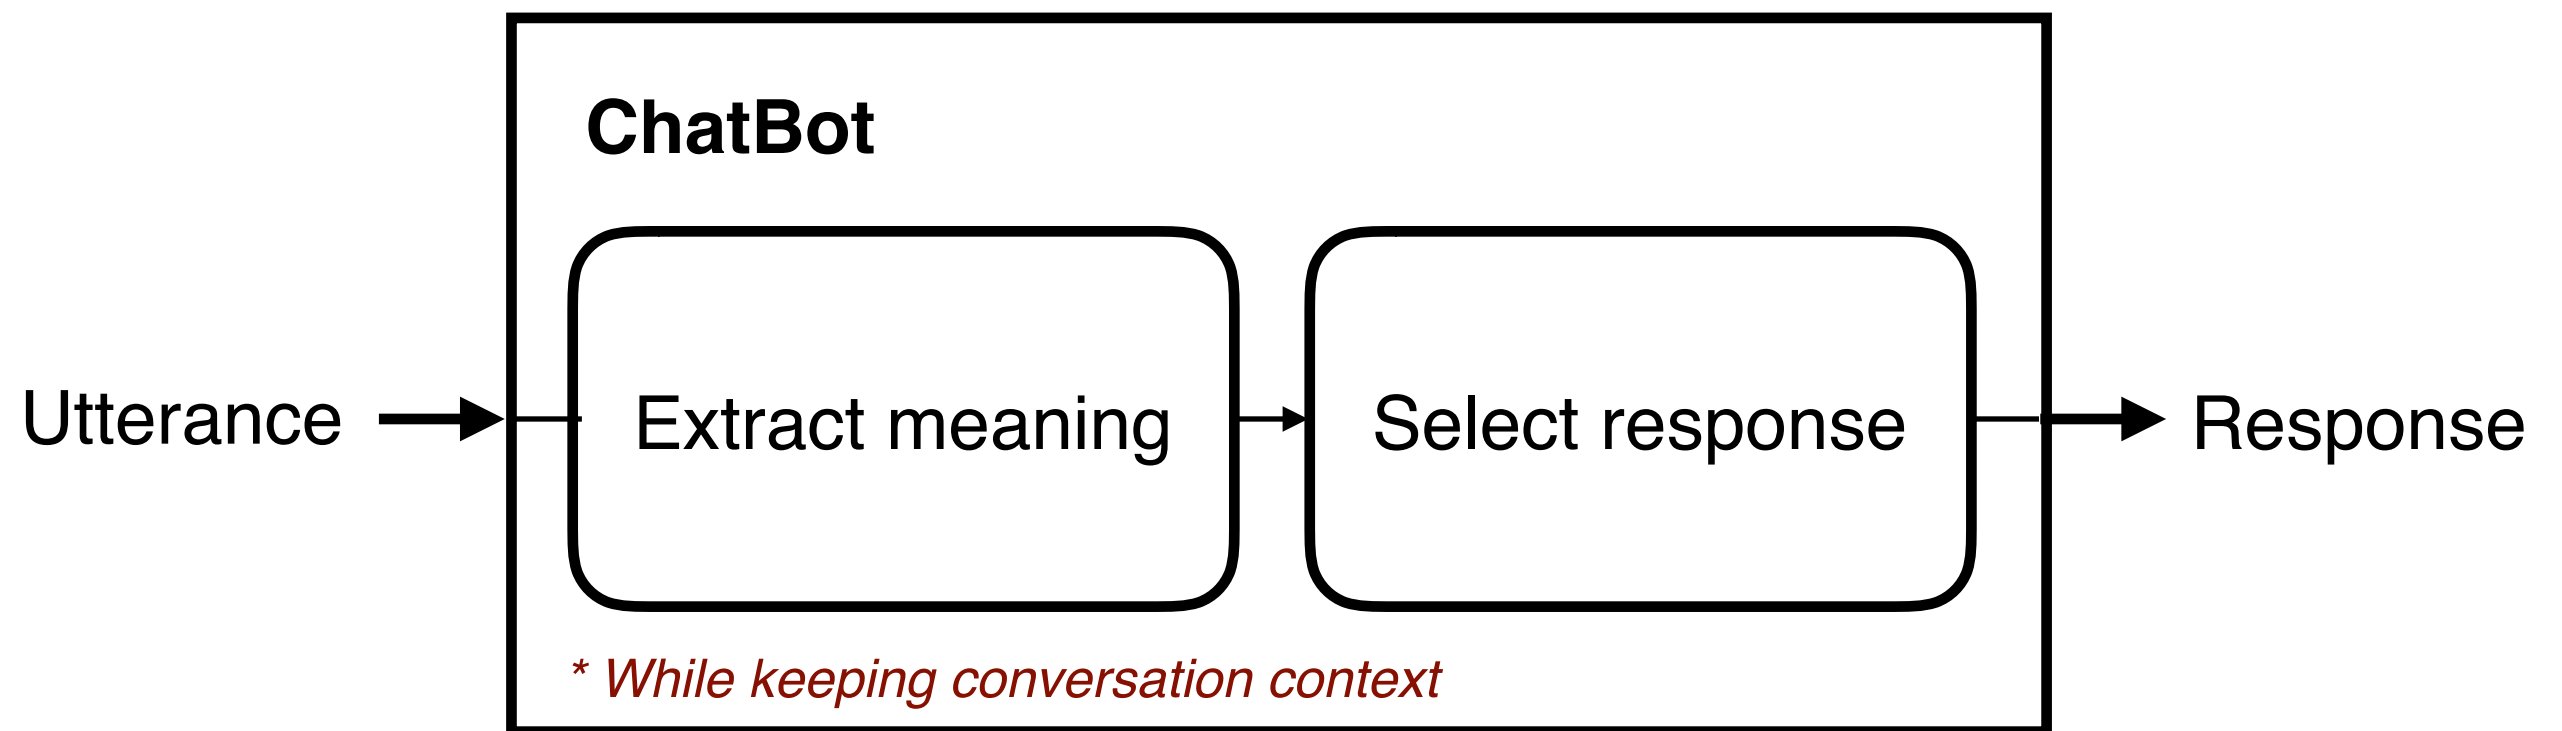 ChatBot
Utterance
Extract meaning
Select response
Response
* While keeping conversation context